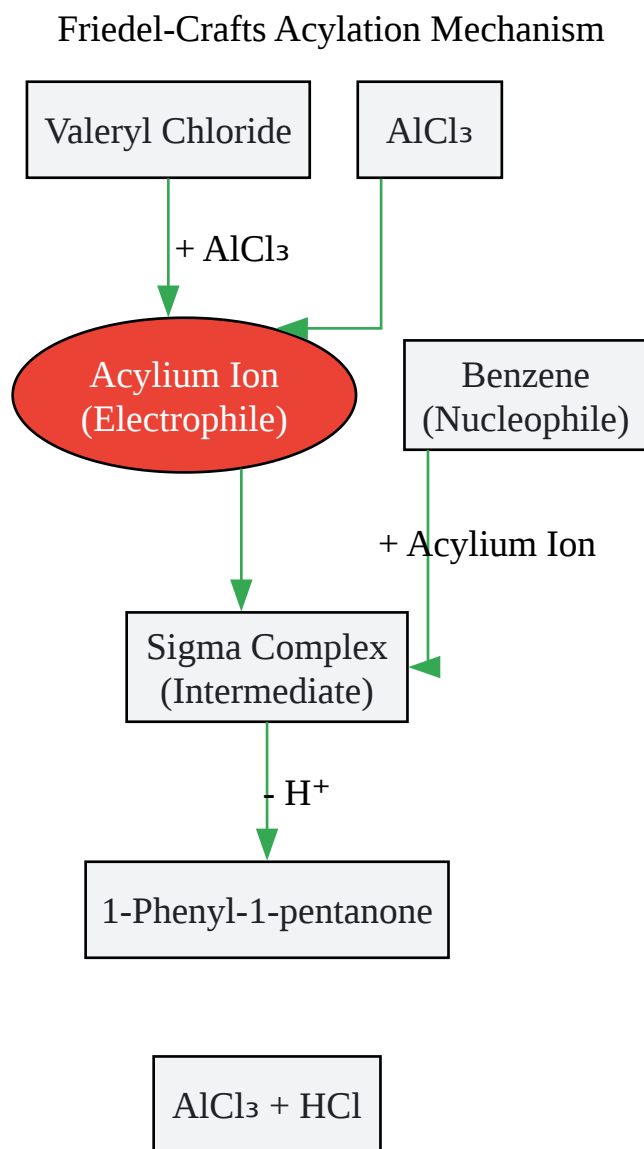 Friedel-Crafts Acylation Mechanism
Valeryl Chloride
AlCl₃
+ AlCl₃
Acylium Ion
(Electrophile)
Benzene
(Nucleophile)
+ Acylium Ion
Sigma Complex
(Intermediate)
- H⁺
1-Phenyl-1-pentanone
AlCl₃ + HCl